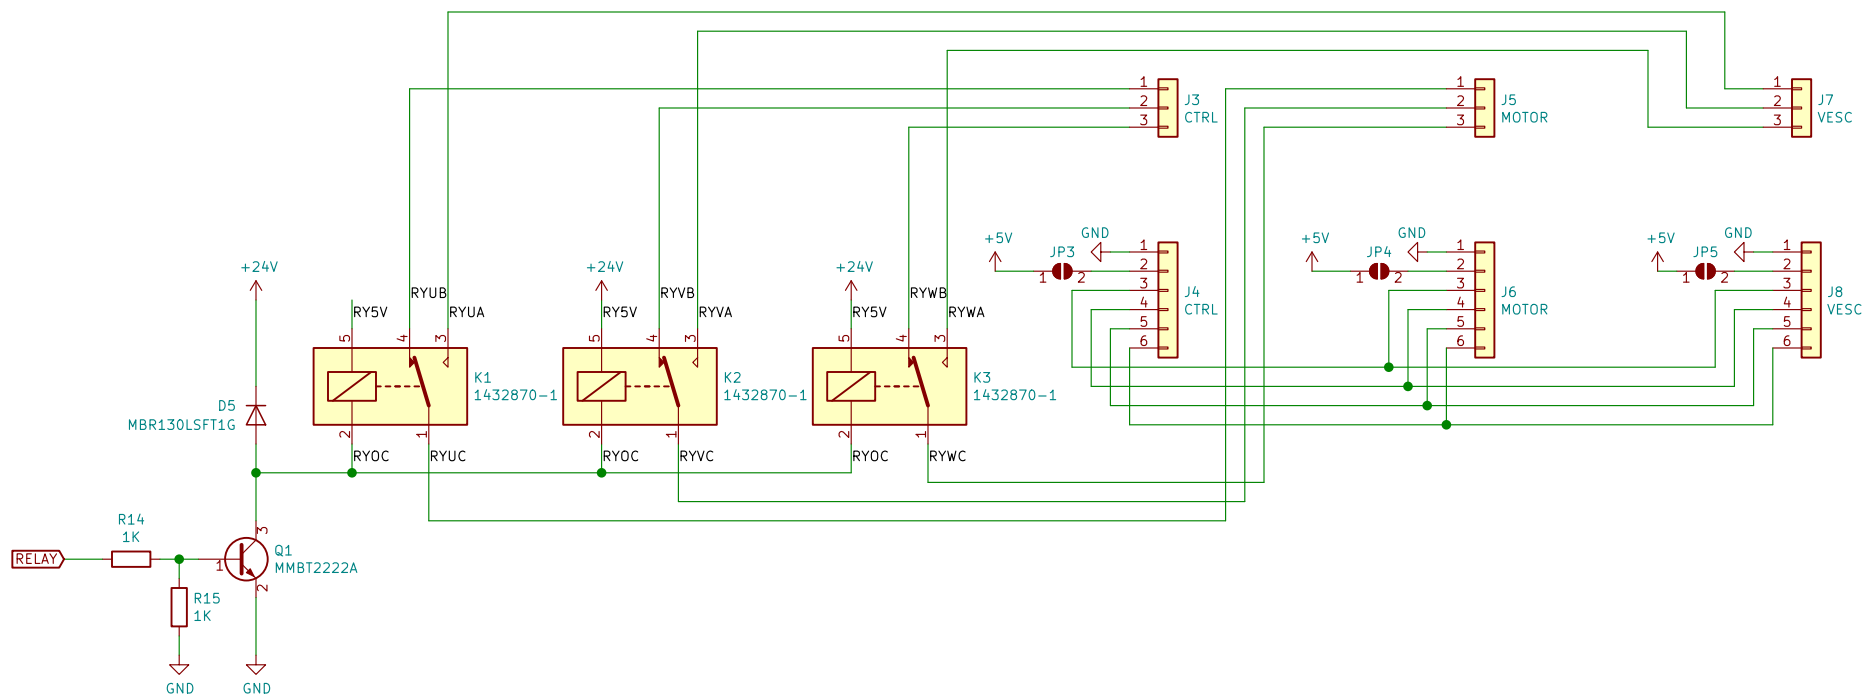 1
2
3
J3
CTRL
1
2
3
J5
MOTOR
1
2
3
J7
VESC
+5V
JP3
1
2
GND
1
2
3
4
5
6
J4
CTRL
+5V
JP4
1
2
GND
1
2
3
4
5
6
J6
MOTOR
+5V
JP5
1
2
GND
1
2
3
4
5
6
J8
VESC
+24V
+24V
+24V
RY5V
RYUB
RYUA
5
4
3
K1
1432870-1
2
1
RYOC
RYUC
RY5V
RYVB
RYVA
5
4
3
K2
1432870-1
2
1
RYOC
RYVC
RY5V
RYWB
RYWA
5
4
3
K3
1432870-1
2
1
RYOC
RYWC
D5
MBR130LSFT1G
RELAY
R14
1K
1
3
2
Q1
MMBT2222A
R15
1K
GND
GND